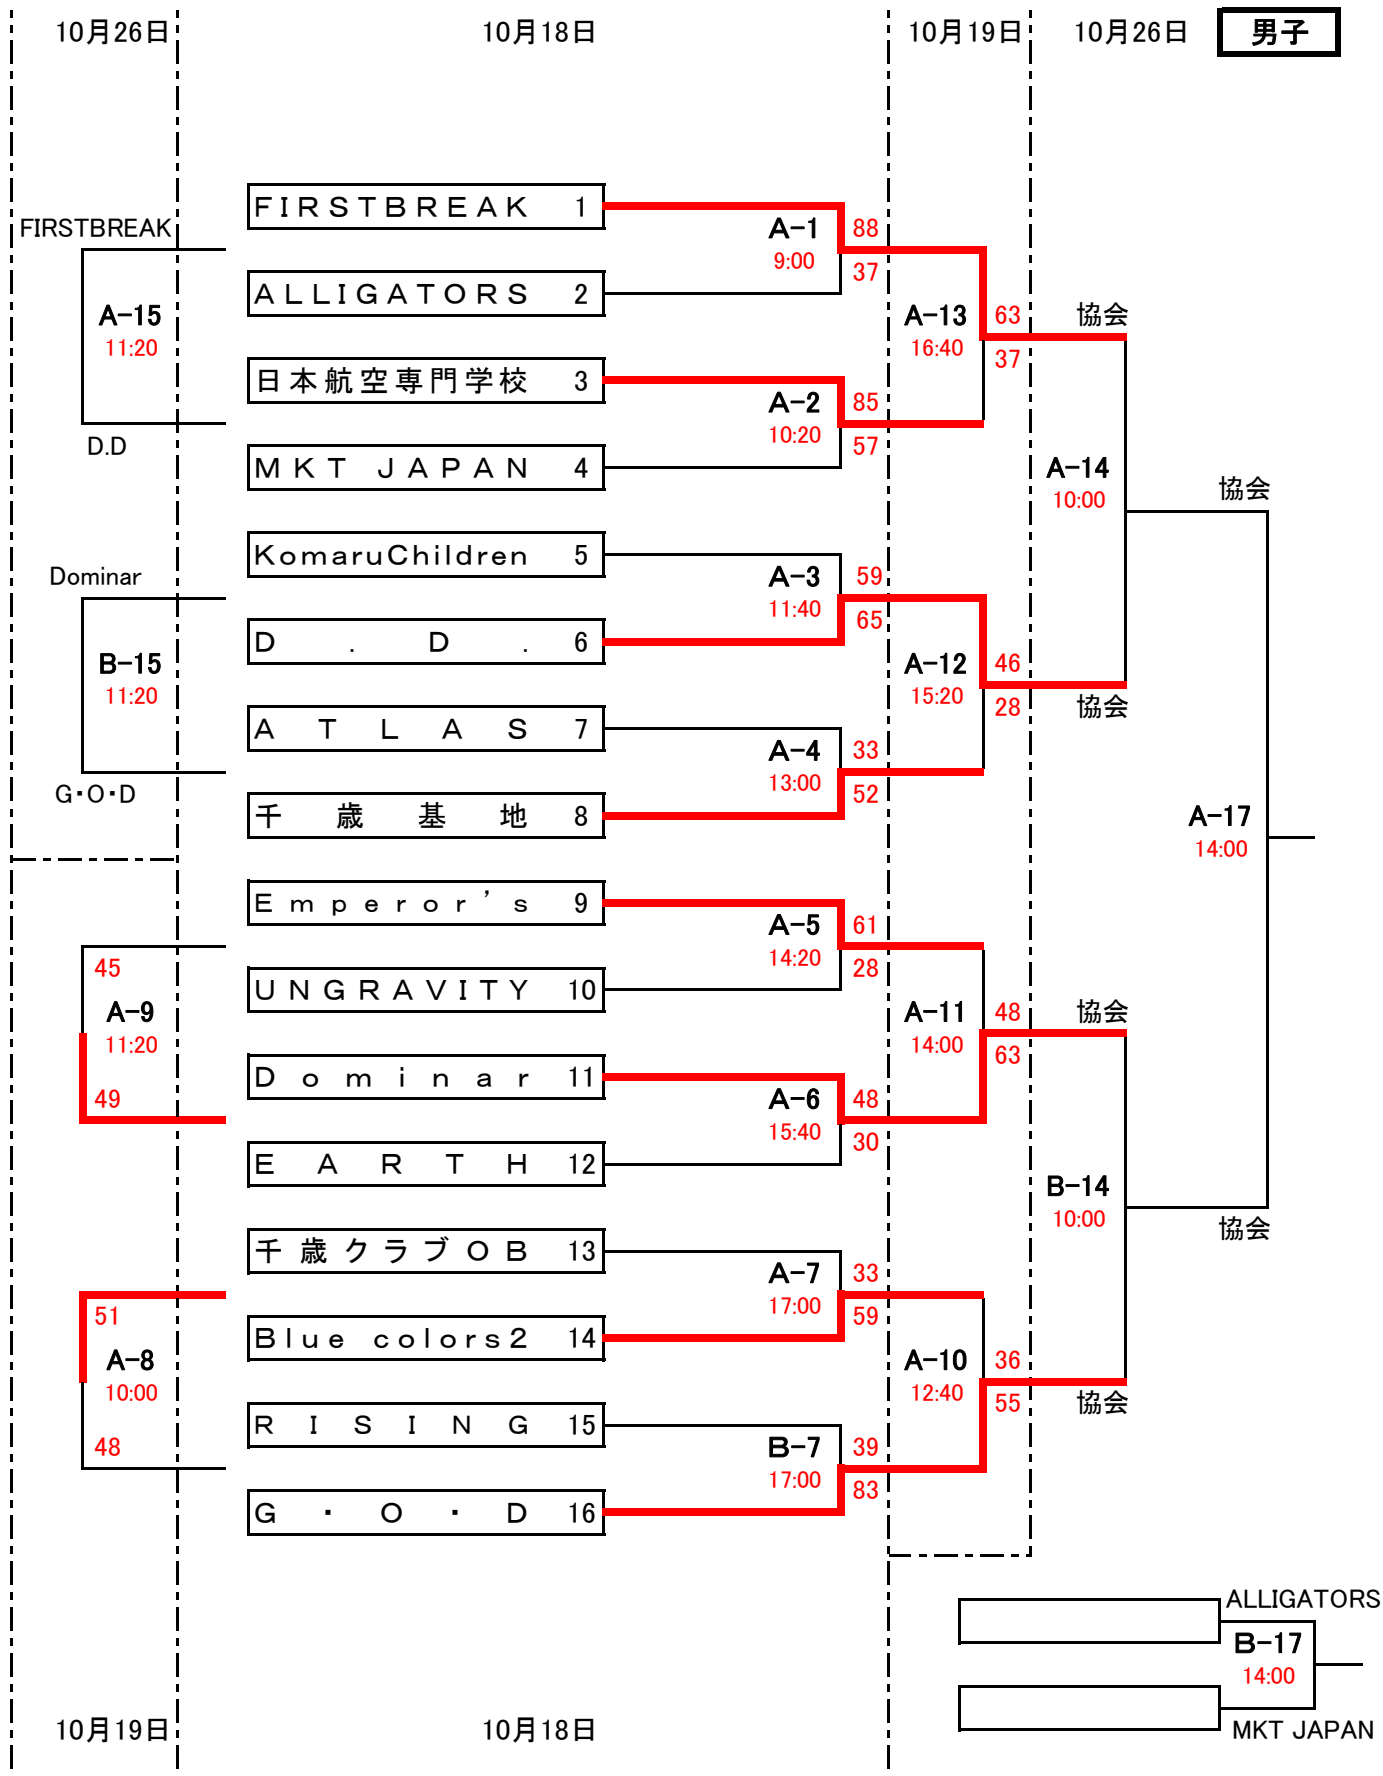 10月26日 10月18日 10月19日 10月26日 男子
FIRSTBREAK 1
FIRSTBREAK
A-1 88
9:00 37
ALLIGATORS 2
A-15
11:20
A-13 63 協会
16:40 37
日本航空専門学校 3
A-2 85
10:20 57
D.D
MKT JAPAN 4
A-14
10:00
協会
KomaruChildren 5
Dominar
A-3 59
11:40 65
D.D. 6
B-15
11:20
A-12 46
15:20 28 協会
ATLAS 7
A-4 33
13:00 52
G・O・D
千歳基地 8
A-17
14:00
Emperor's 9
A-5 61
14:20 28
45
UNGRAVITY 10
A-9
11:20
A-11 48 協会
14:00 63
Dominar 11
49
A-6 48
15:40 30
EARTH 12
B-14
10:00
協会
千歳クラブOB 13
A-7 33
17:00 59
51
Blue colors2 14
A-8
10:00
A-10 36
12:40 55 協会
RISING 15
48
B-7 39
17:00 83
G・O・D 16
ALLIGATORS
B-17
14:00
MKT JAPAN
10月19日 10月18日